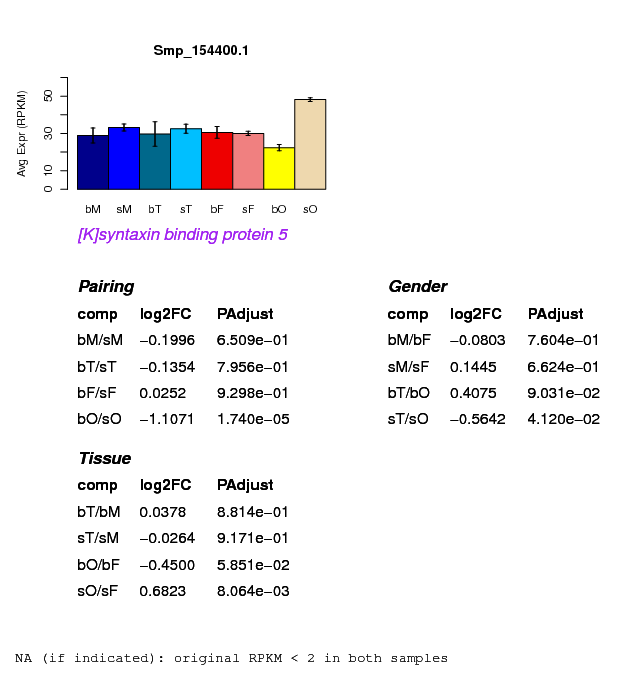 Smp_154400.1
Avg Expr (RPKM)
0 10 30 50
bM sM bT sT bF sF bO sO
[K]syntaxin binding protein 5
Pairing Gender
comp log2FC PAdjust comp log2FC PAdjust
bM/sM −0.1996 6.509e−01 bM/bF −0.0803 7.604e−01
bT/sT −0.1354 7.956e−01 sM/sF 0.1445 6.624e−01
bF/sF 0.0252 9.298e−01 bT/bO 0.4075 9.031e−02
bO/sO −1.1071 1.740e−05 sT/sO −0.5642 4.120e−02
Tissue
comp log2FC PAdjust
bT/bM 0.0378 8.814e−01
sT/sM −0.0264 9.171e−01
bO/bF −0.4500 5.851e−02
sO/sF 0.6823 8.064e−03
NA (if indicated): original RPKM < 2 in both samples